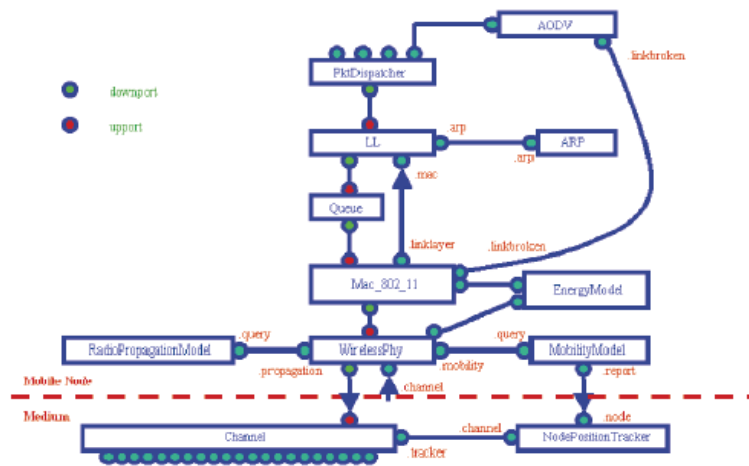 AODV
.linkbroken
PktDispatcher
downport
upport
LL
.arp
ARP
.arp
.mac
Queue
.linklayer
.linkbroken
Mac_802_11
EnergyModel
.query
.query
RadioPropagationModel
WirelessPhy
MobilityModel
.propagation
.mobility
.report
Mobile Node
.channel
Medium
.node
Channel
.channel
NodePositionTracker
.tracker